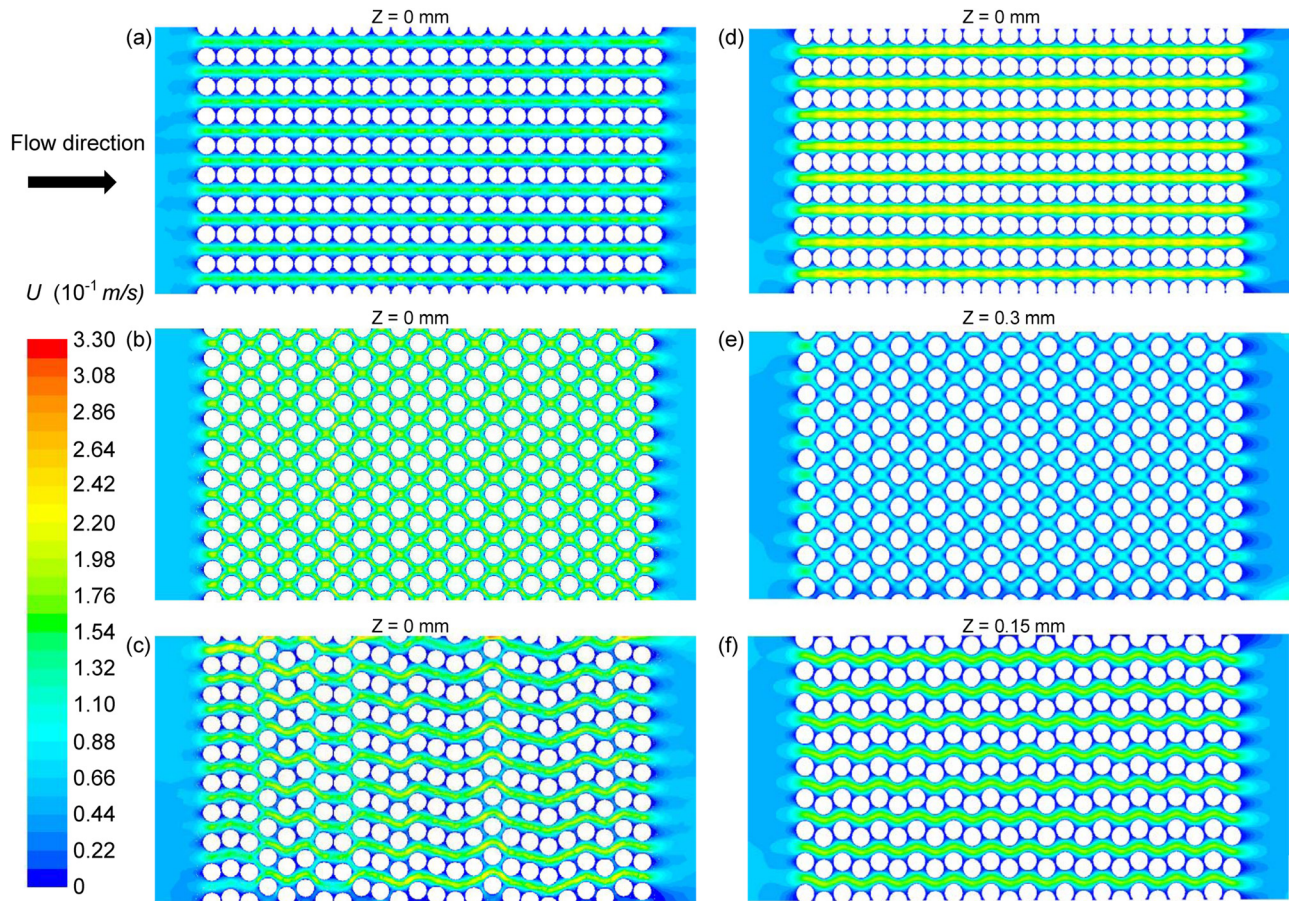 Z = 0 mm
(a)
Z = 0 mm
(d)
Flow direction
U (10-1 m/s)
3.30
3.08
2.86
2.64
2.42
2.20
1.98
1.76
1.54
1.32
1.10
0.88
0.66
0.44
0.22
0
Z = 0 mm
(b)
Z = 0.3 mm
(e)
Z = 0 mm
(c)
Z = 0.15 mm
(f)